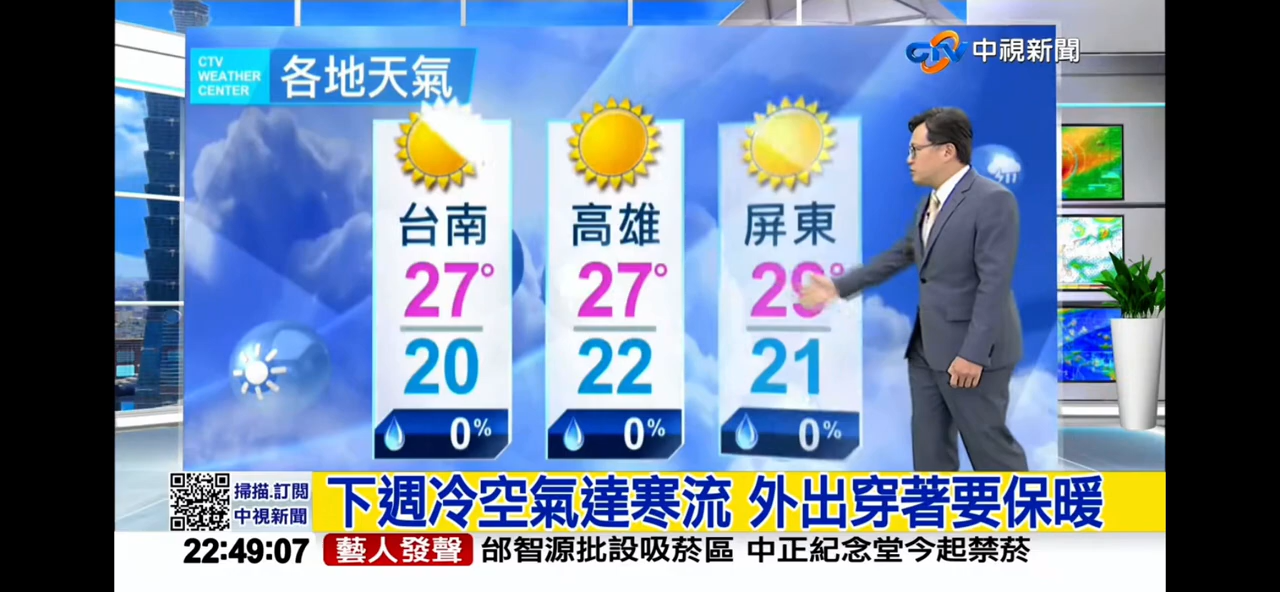 CTV
WEATHER
CENTER
各地天氣
CTV 中視新聞
台南
27°
20
0%
高雄
27°
22
0%
屏東
29°
21
0%
掃描.訂閱
中視新聞
下週冷空氣達寒流 外出穿著要保暖
22:49:07
藝人發聲
邰智源批設吸菸區 中正紀念堂今起禁菸